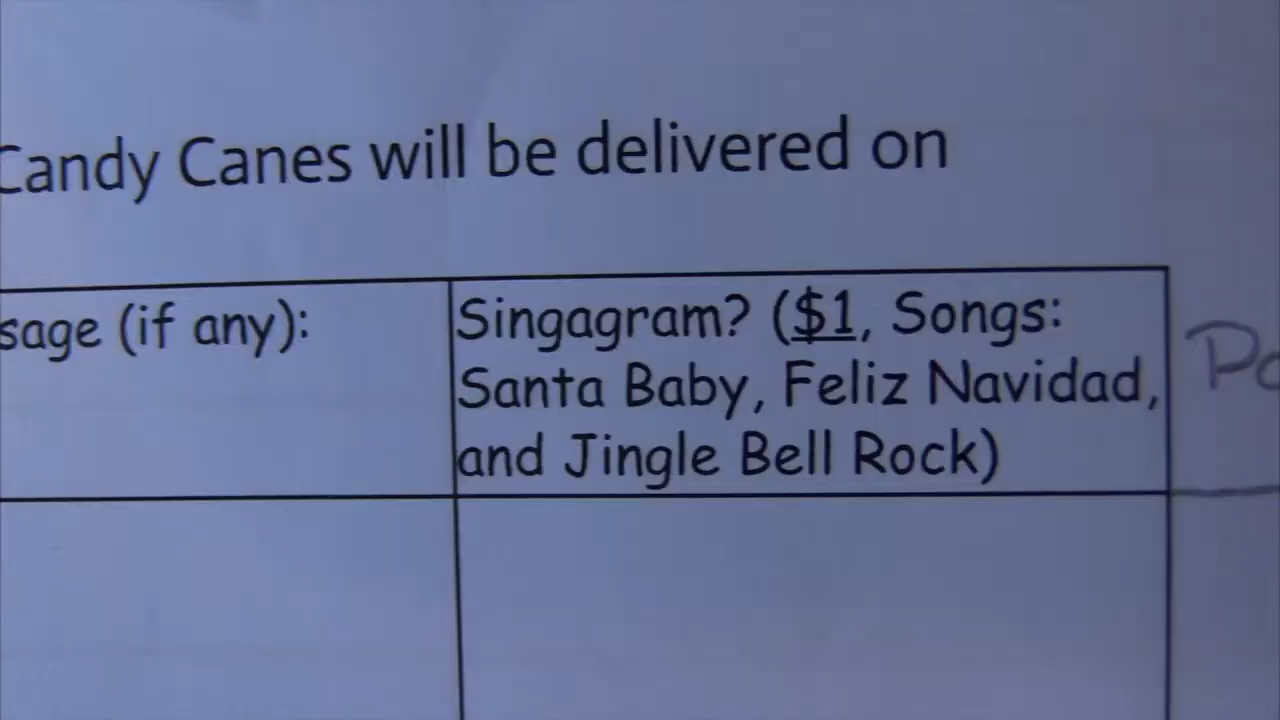 Candy Canes will be delivered on
(if any):
Singagram? ($1, Songs:
Santa Baby, Feliz Navidad,
and Jingle Bell Rock)